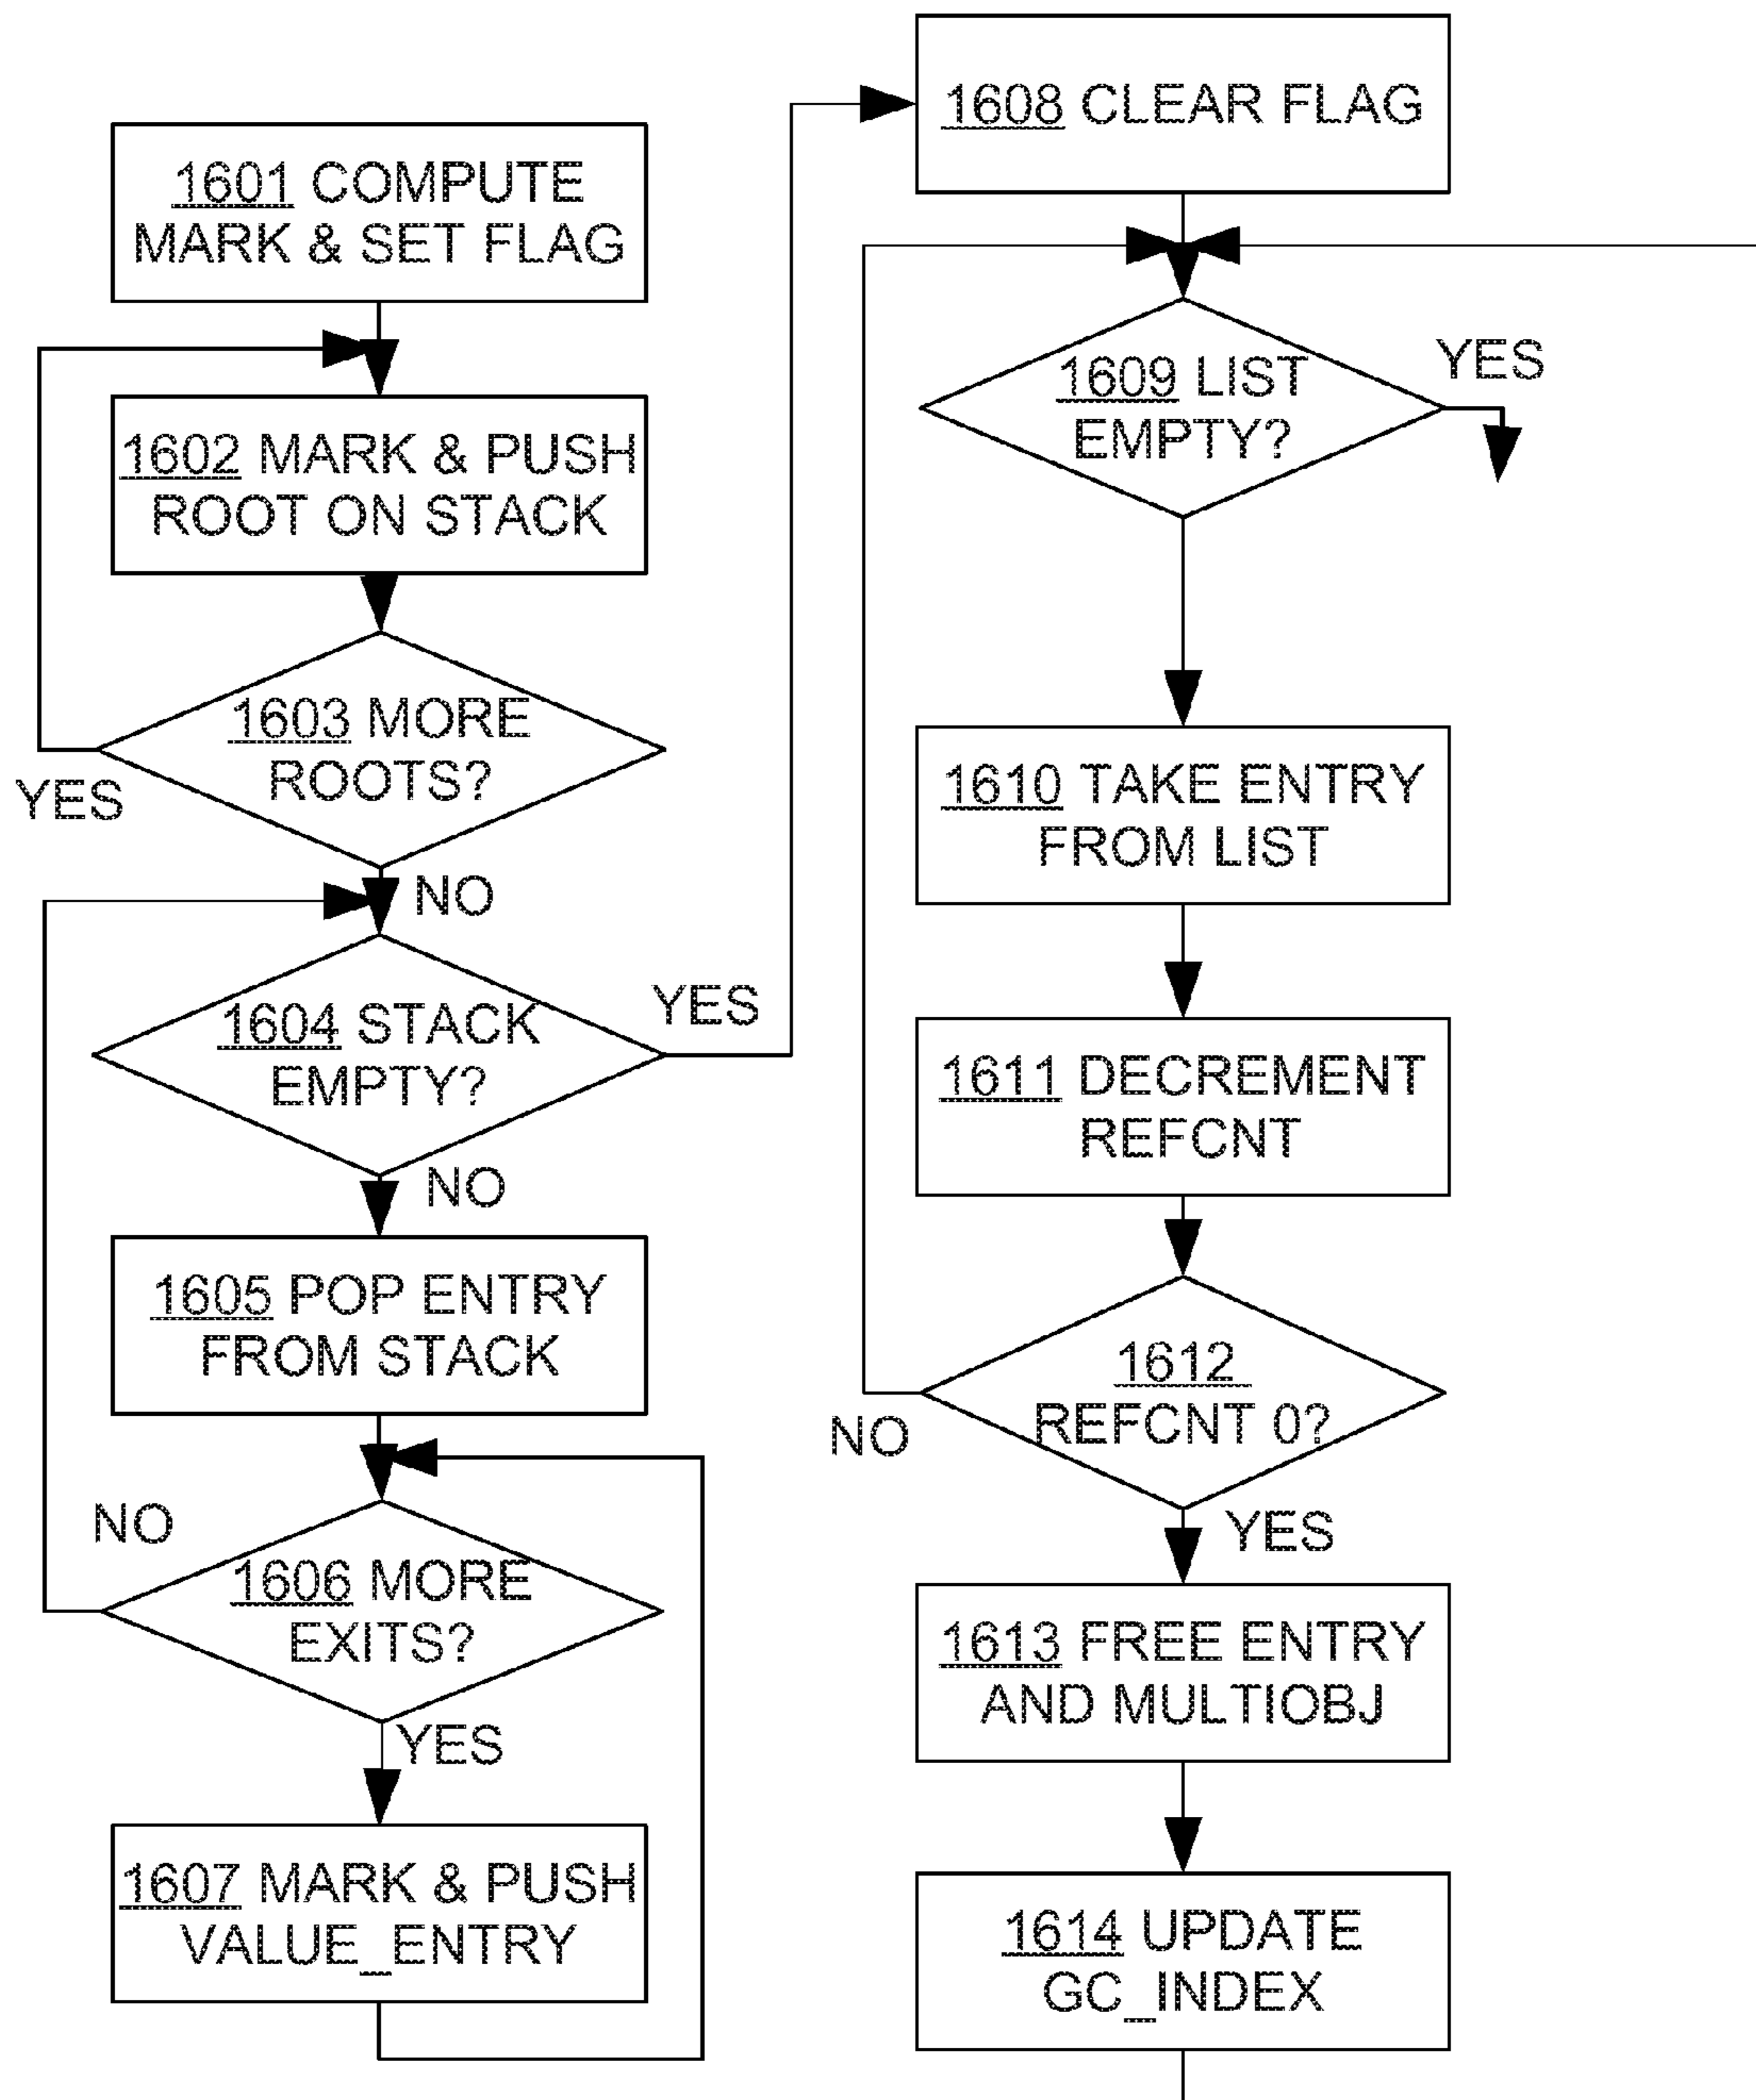 1601 COMPUTE
MARK & SET FLAG
1602 MARK & PUSH
ROOT ON STACK
1603 MORE
ROOTS?
YES
NO
1604 STACK
EMPTY?
YES
NO
1605 POP ENTRY
FROM STACK
NO
1606 MORE
EXITS?
YES
1607 MARK & PUSH
VALUE_ENTRY
1608 CLEAR FLAG
1609 LIST
EMPTY?
YES
1610 TAKE ENTRY
FROM LIST
1611 DECREMENT
REFCNT
1612
REFCNT 0?
NO
YES
1613 FREE ENTRY
AND MULTIOBJ
1614 UPDATE
GC_INDEX